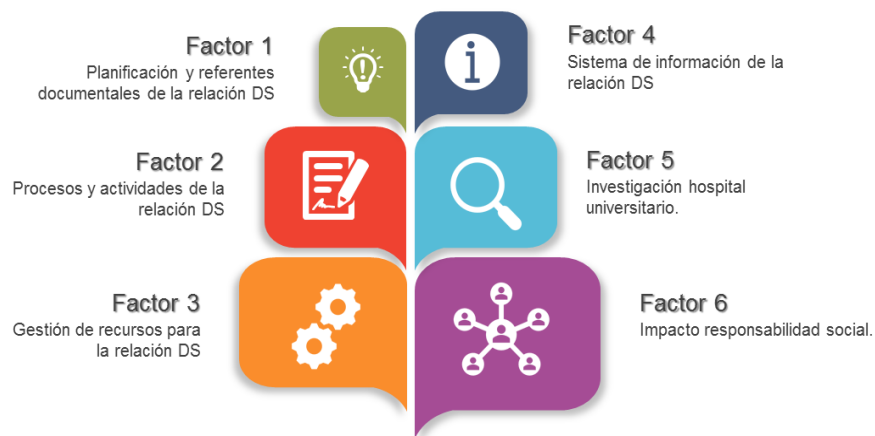 Factor 1
Planificación y referentes
documentales de la relación DS
Factor 2
Procesos y actividades de la
relación DS
Factor 3
Gestión de recursos para
la relación DS
Factor 4
Sistema de información de la
relación DS
Factor 5
Investigación hospital
universitario.
Factor 6
Impacto responsabilidad social.